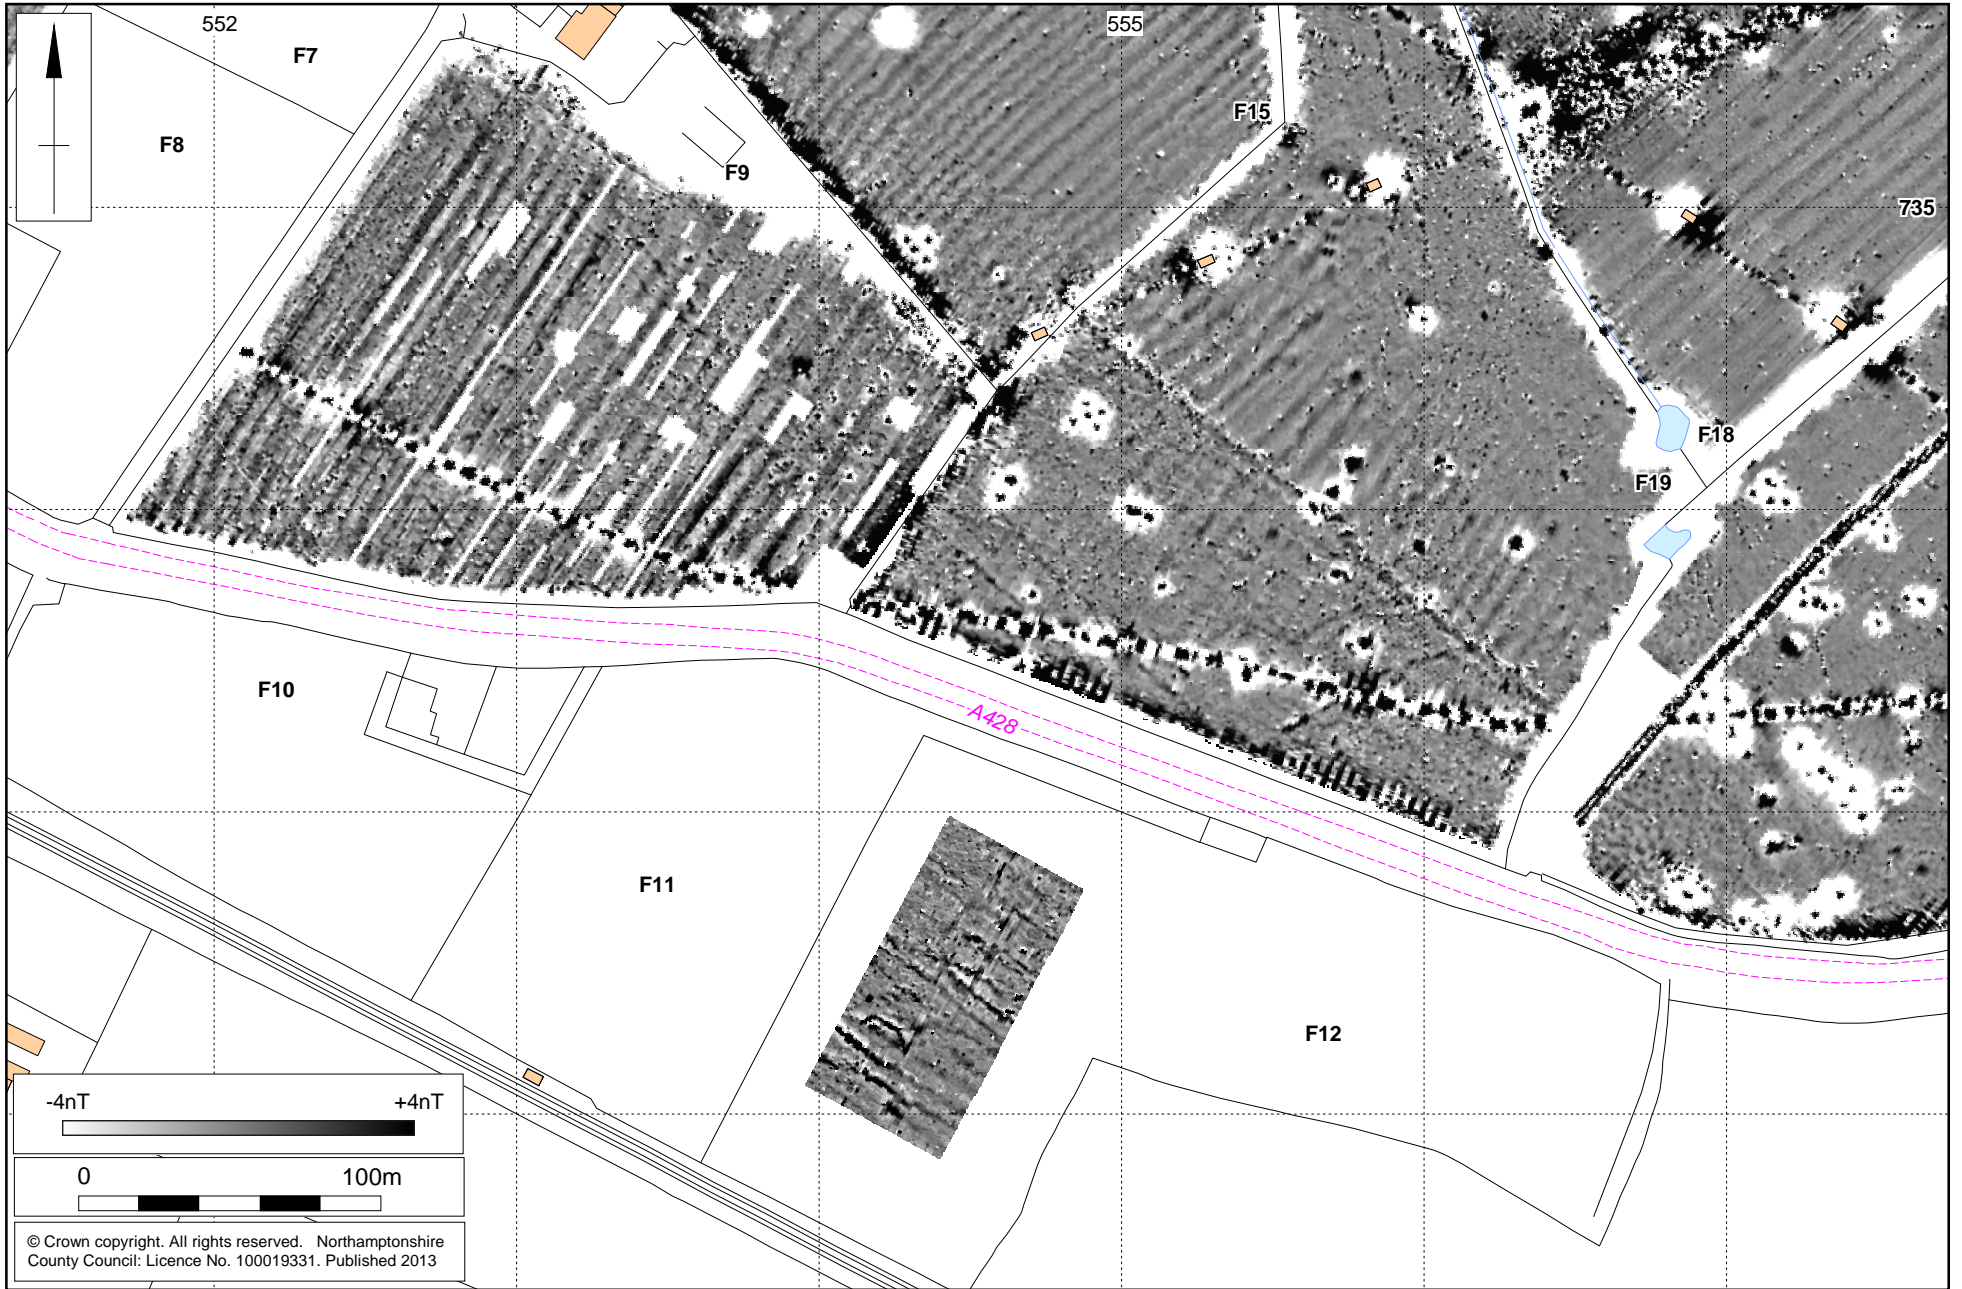 552
555
F7
F8
F9
F15
735
F18
F19
F10
A428
F11
F12
-4nT +4nT
0 100m
© Crown copyright. All rights reserved. Northamptonshire
County Council: Licence No. 100019331. Published 2013